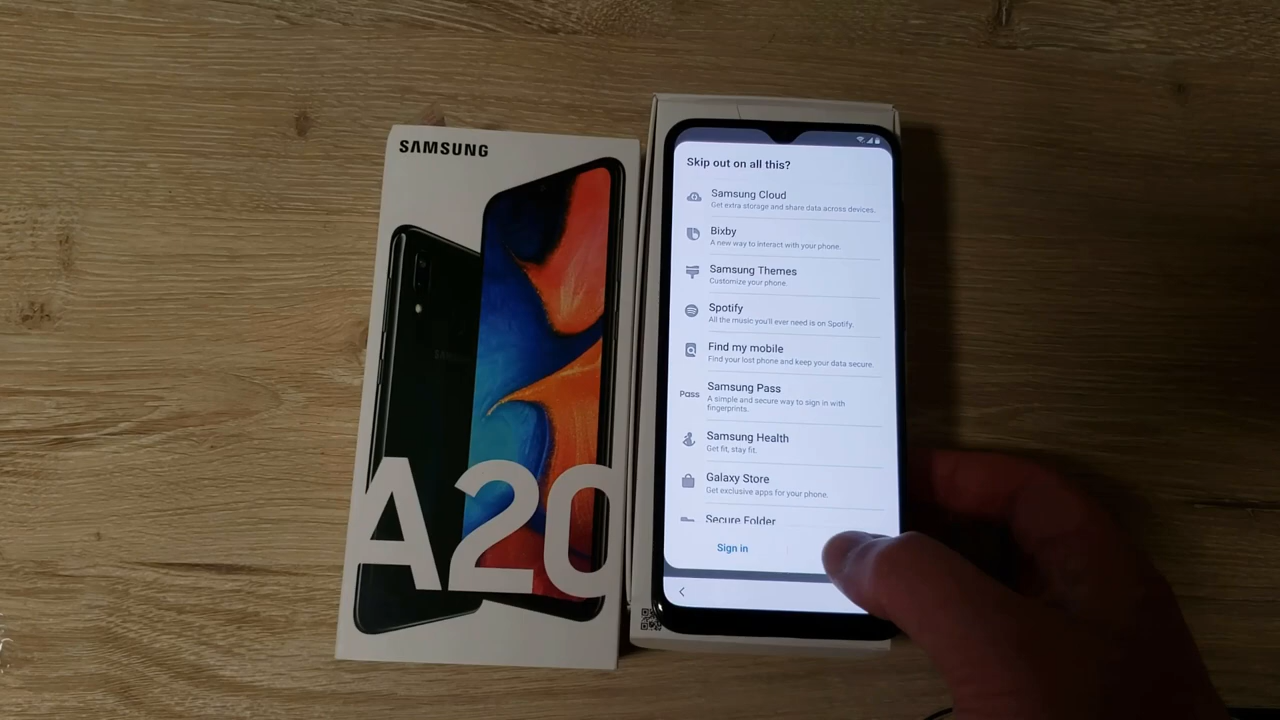 SAMSUNG
A20
Skip out on all this?
Samsung Cloud
Get extra storage and share data across devices.
Bixby
A new way to interact with your phone.
Samsung Themes
Customize your phone.
Spotify
All the music you'll ever need is on Spotify.
Find my mobile
Find your lost phone and keep your data secure.
Pass
Samsung Pass
A simple and secure way to sign in with
fingerprints.
Samsung Health
Get fit, stay fit.
Galaxy Store
Get exclusive apps for your phone.
Secure Folder
Sign in